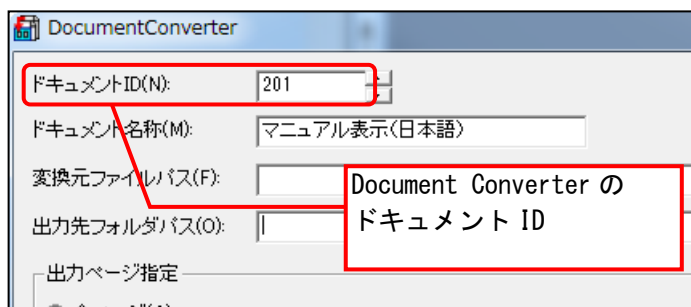 DocumentConverter
ドキュメントID(N):
201
ドキュメント名称(M):
マニュアル表示(日本語)
変換元ファイルパス(F):
Document Converter の
ドキュメント ID
出力先フォルダパス(O):
出力ページ指定